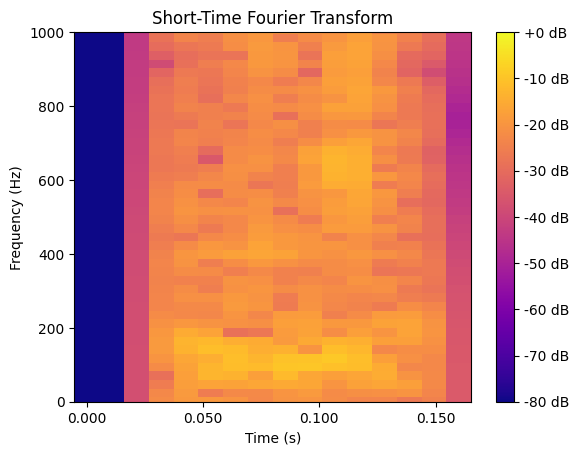 Short-Time Fourier Transform
Frequency (Hz)
1000
800
600
400
200
0
0.000
0.050
0.100
0.150
Time (s)
+0 dB
-10 dB
-20 dB
-30 dB
-40 dB
-50 dB
-60 dB
-70 dB
-80 dB